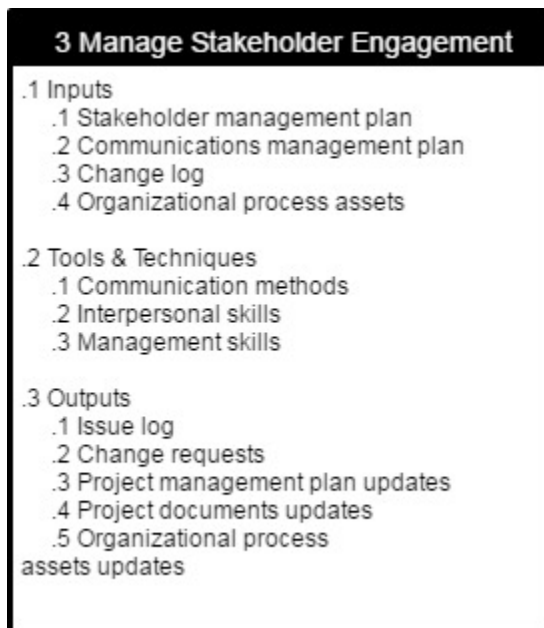 3 Manage Stakeholder Engagement
.1 Inputs
.1 Stakeholder management plan
.2 Communications management plan
.3 Change log
.4 Organizational process assets
.2 Tools & Techniques
.1 Communication methods
.2 Interpersonal skills
.3 Management skills
.3 Outputs
.1 Issue log
.2 Change requests
.3 Project management plan updates
.4 Project documents updates
.5 Organizational process
assets updates